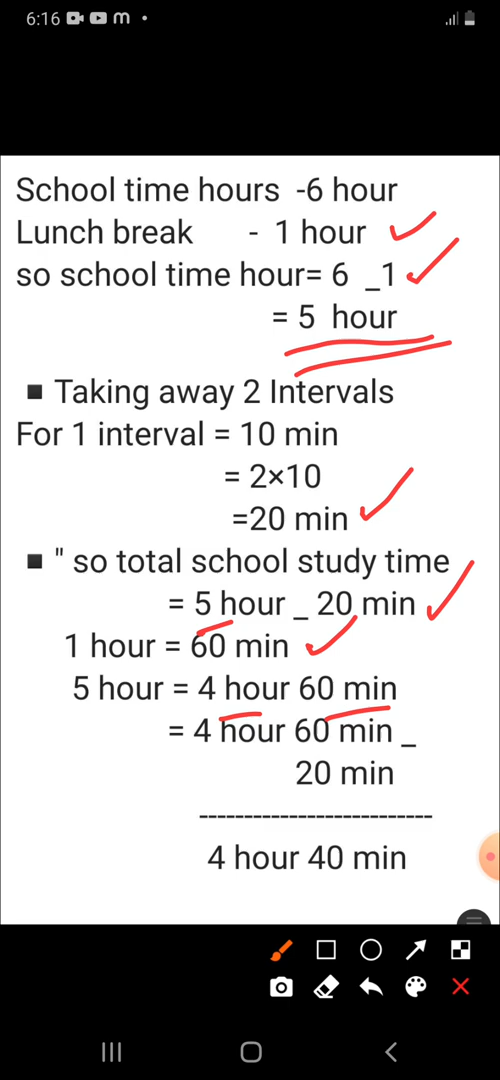 6:16
School time hours -6 hour
Lunch break - 1 hour
so school time hour= 6 _1
= 5 hour
▪ Taking away 2 Intervals
For 1 interval = 10 min
= 2×10
=20 min
▪ " so total school study time
= 5 hour _ 20 min
1 hour = 60 min
5 hour = 4 hour 60 min
= 4 hour 60 min _
20 min
--------------------------
4 hour 40 min